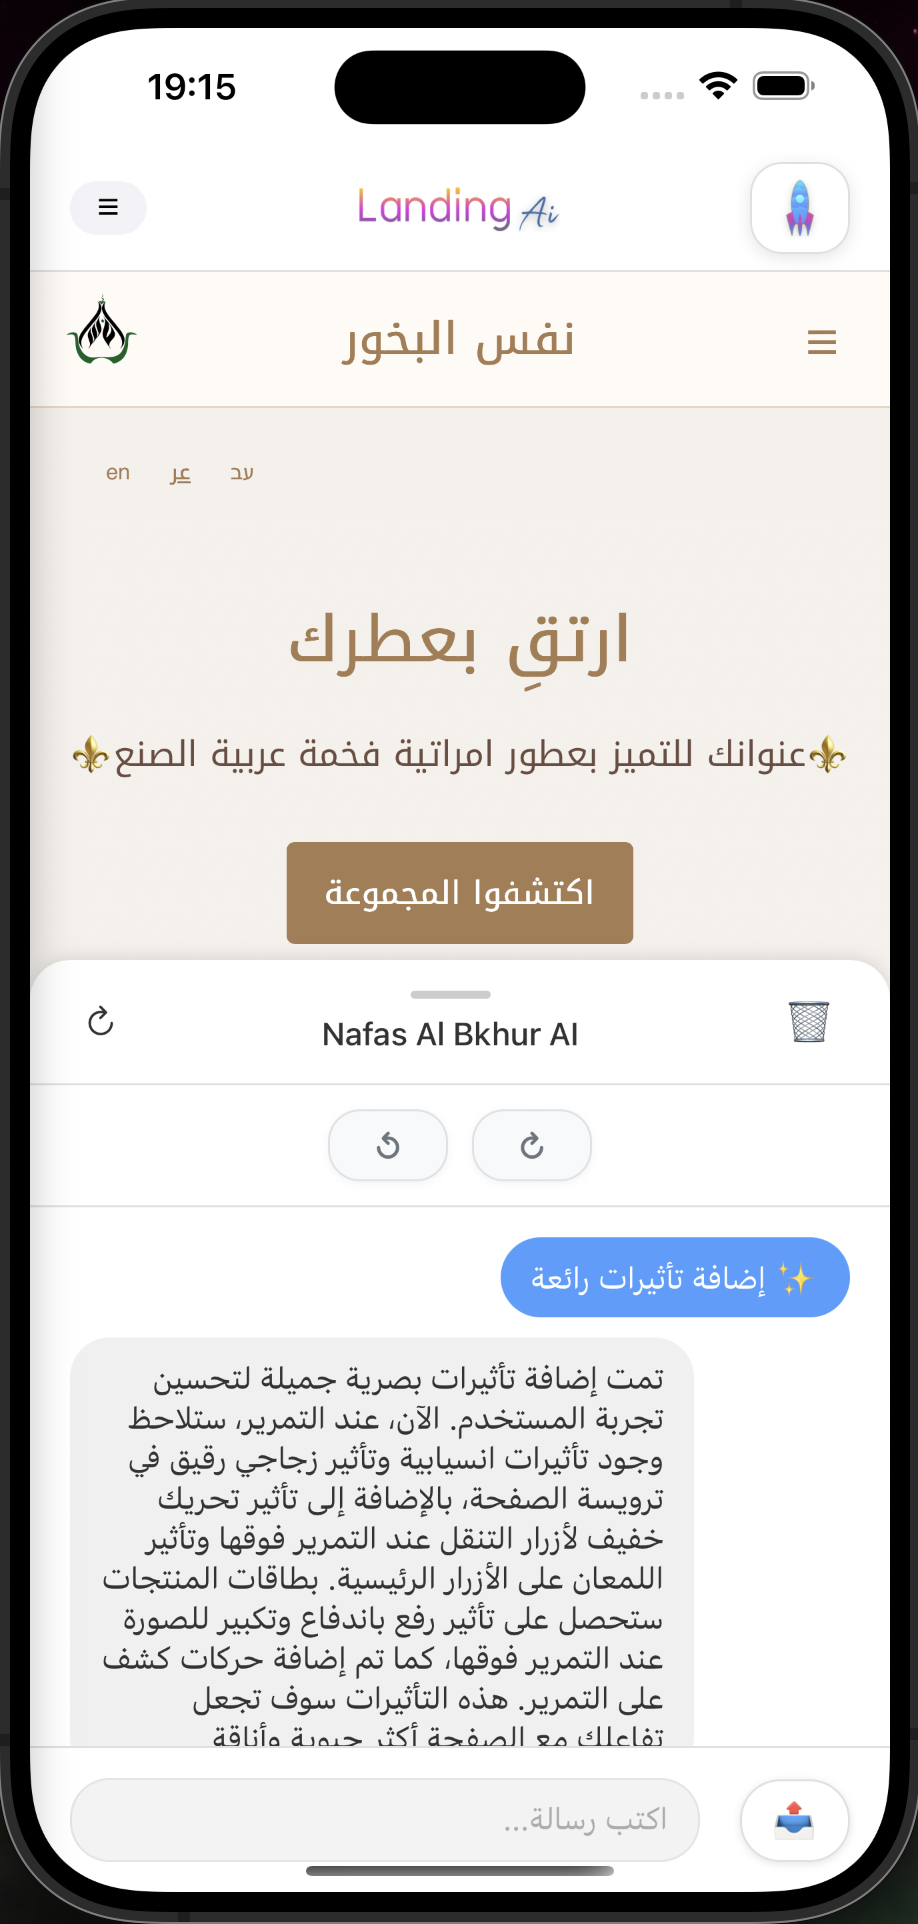 19:15
Landing Ai
نفس البخور
en عر עב
ارتقِ بعطرك
⚜️عنوانك للتميز بعطور امراتية فخمة عربية الصنع⚜️
اكتشفوا المجموعة
Nafas Al Bkhur AI
✨ إضافة تأثيرات رائعة
تمت إضافة تأثيرات بصرية جميلة لتحسين
تجربة المستخدم. الآن، عند التمرير، ستلاحظ
وجود تأثيرات انسيابية وتأثير زجاجي رقيق في
ترويسة الصفحة، بالإضافة إلى تأثير تحريك
خفيف لأزرار التنقل عند التمرير فوقها وتأثير
اللمعان على الأزرار الرئيسية. بطاقات المنتجات
ستحصل على تأثير رفع باندفاع وتكبير للصورة
عند التمرير فوقها، كما تم إضافة حركات كشف
على التمرير. هذه التأثيرات سوف تجعل
تفاعلك مع الصفحة أكثر حيوية وأناقة
اكتب رسالة...